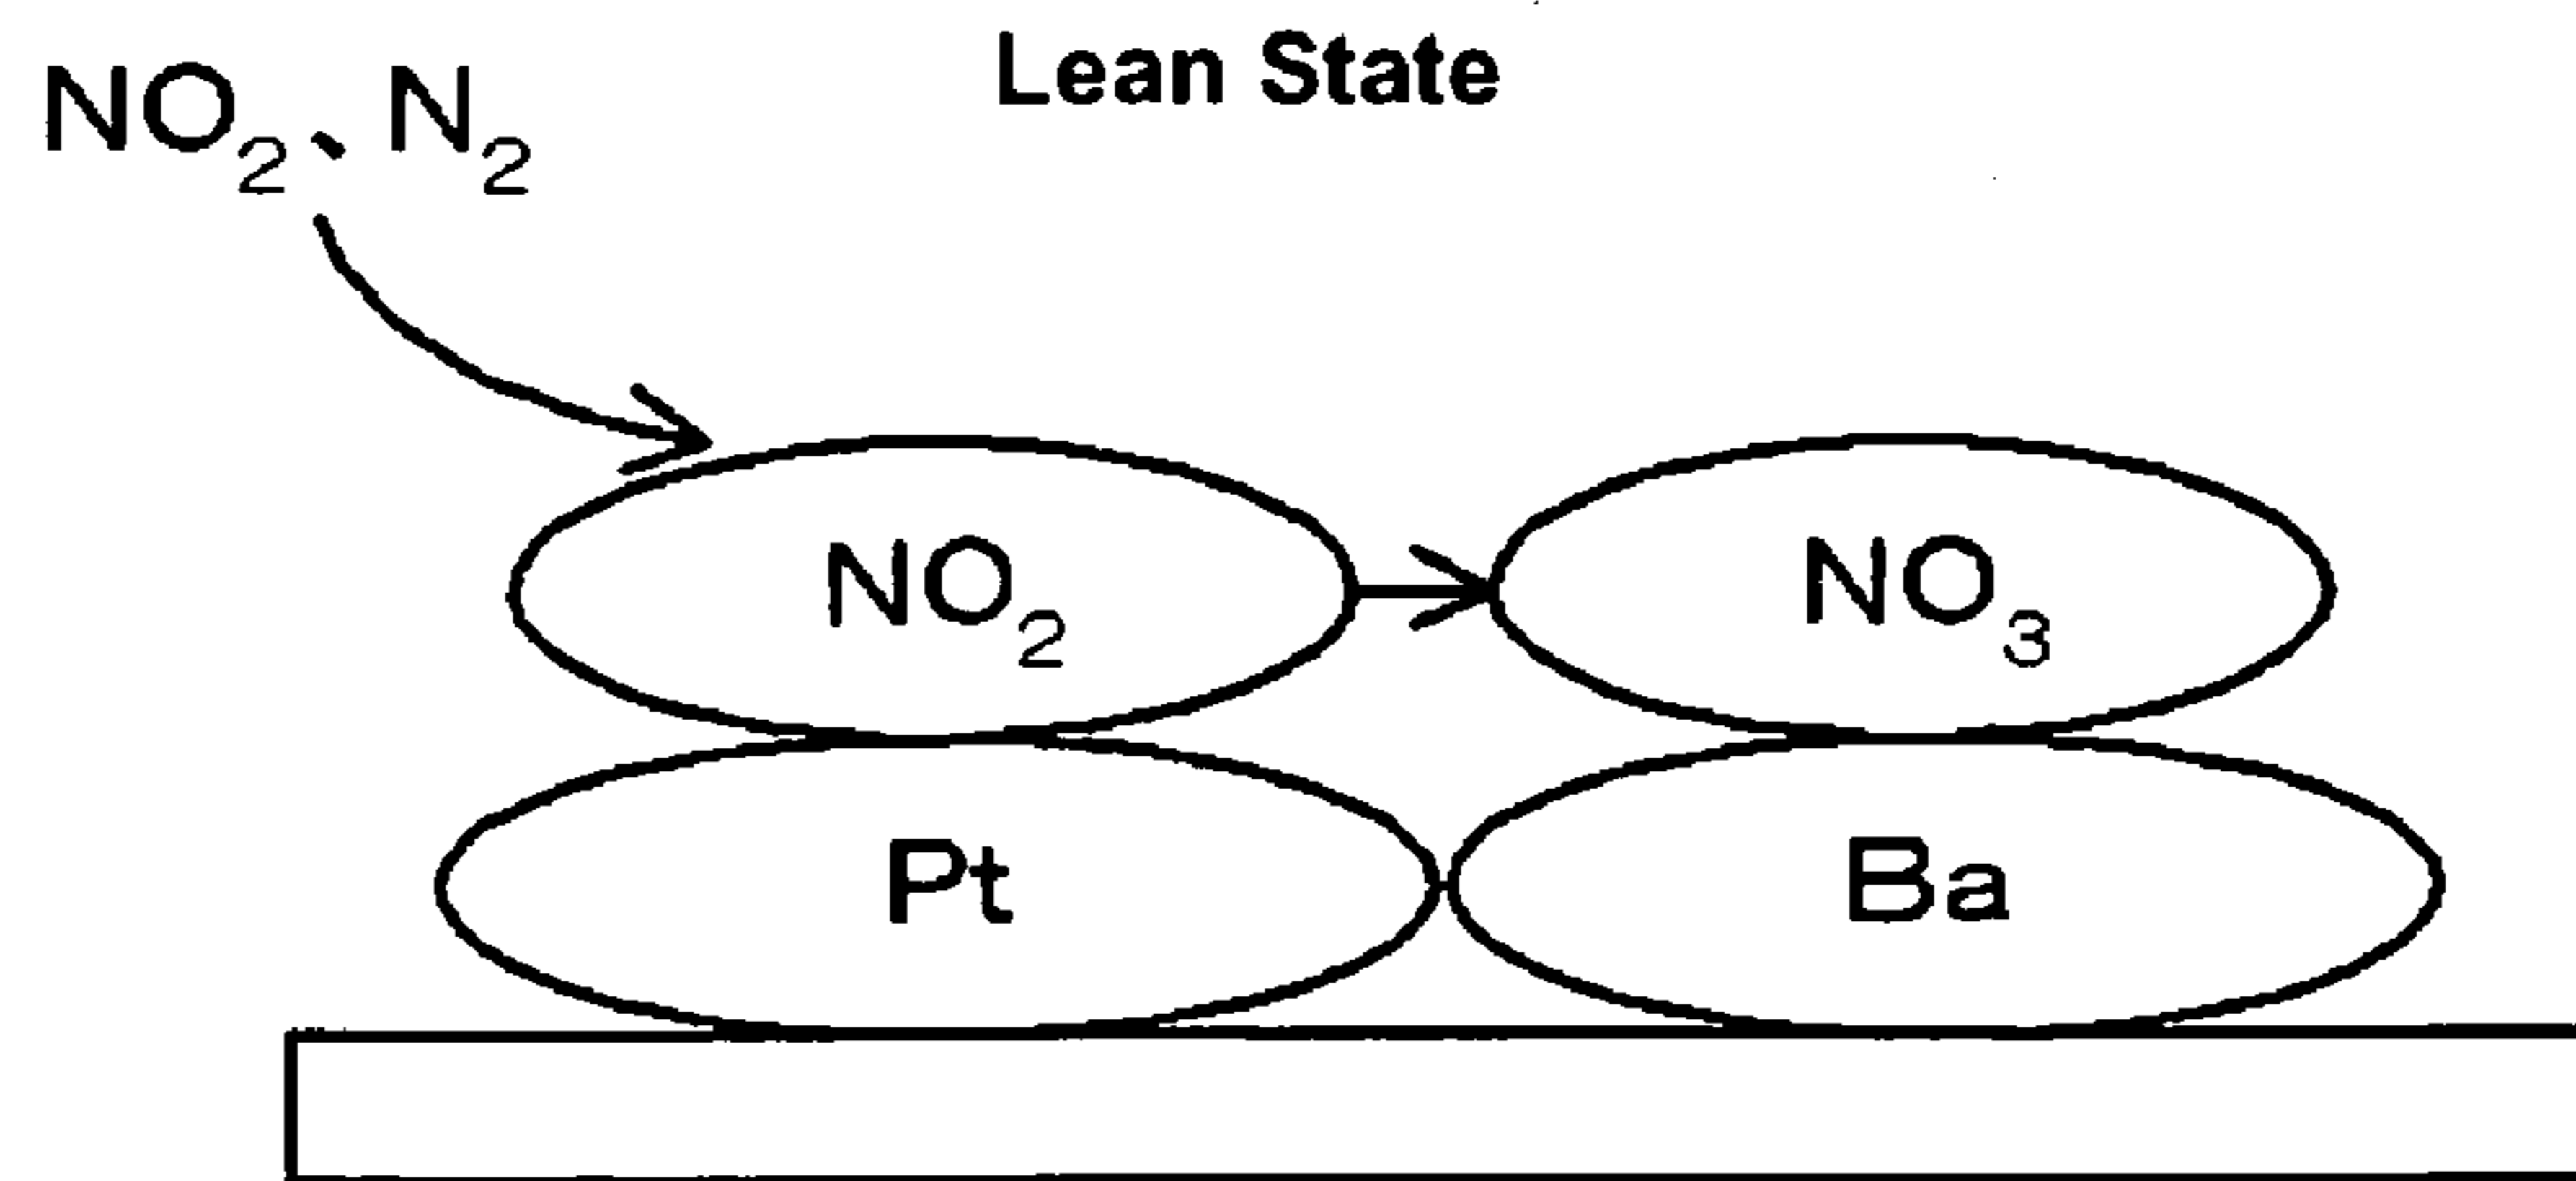 Lean State
NO₂、N₂
NO₂
NO₃
Pt
Ba